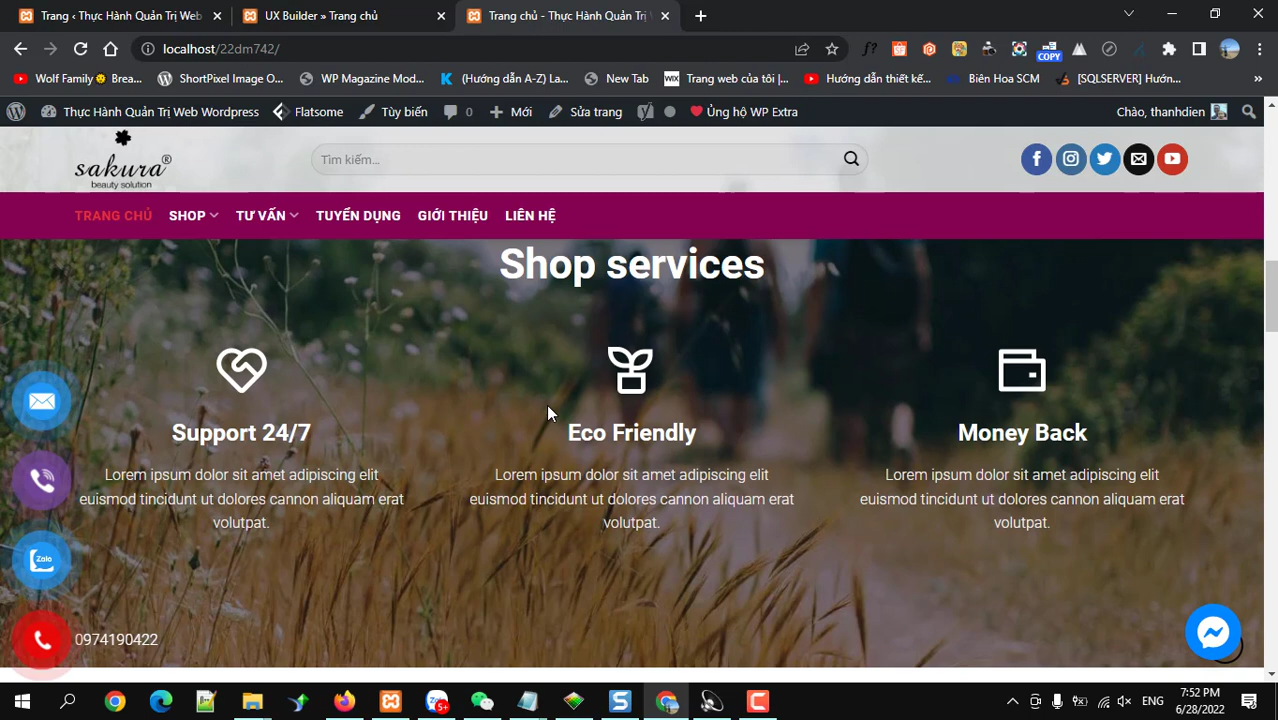 Trang ‹ Thực Hành Quản Trị Web
UX Builder » Trang chủ
Trang chủ - Thực Hành Quản Trị
localhost/22dm742/
f?
COPY
Wolf Family😵 Brea...
ShortPixel Image O...
WP Magazine Mod...
(Hướng dẫn A-Z) La...
New Tab
WIX
Trang web của tôi |...
Hướng dẫn thiết kế...
Biên Hoa SCM
[SQLSERVER] Hướn...
»
Thực Hành Quản Trị Web Wordpress
Flatsome
Tùy biến
0
Mới
Sửa trang
Ủng hộ WP Extra
Chào, thanhdien
sakura®
beauty solution
Tìm kiếm...
TRANG CHỦ
SHOP
TƯ VẤN
TUYỂN DỤNG
GIỚI THIỆU
LIÊN HỆ
Shop services
Support 24/7
Lorem ipsum dolor sit amet adipiscing elit
euismod tincidunt ut dolores cannon aliquam erat
volutpat.
Eco Friendly
Lorem ipsum dolor sit amet adipiscing elit
euismod tincidunt ut dolores cannon aliquam erat
volutpat.
Money Back
Lorem ipsum dolor sit amet adipiscing elit
euismod tincidunt ut dolores cannon aliquam erat
volutpat.
Zalo
0974190422
5+
ENG
7:52 PM
6/28/2022